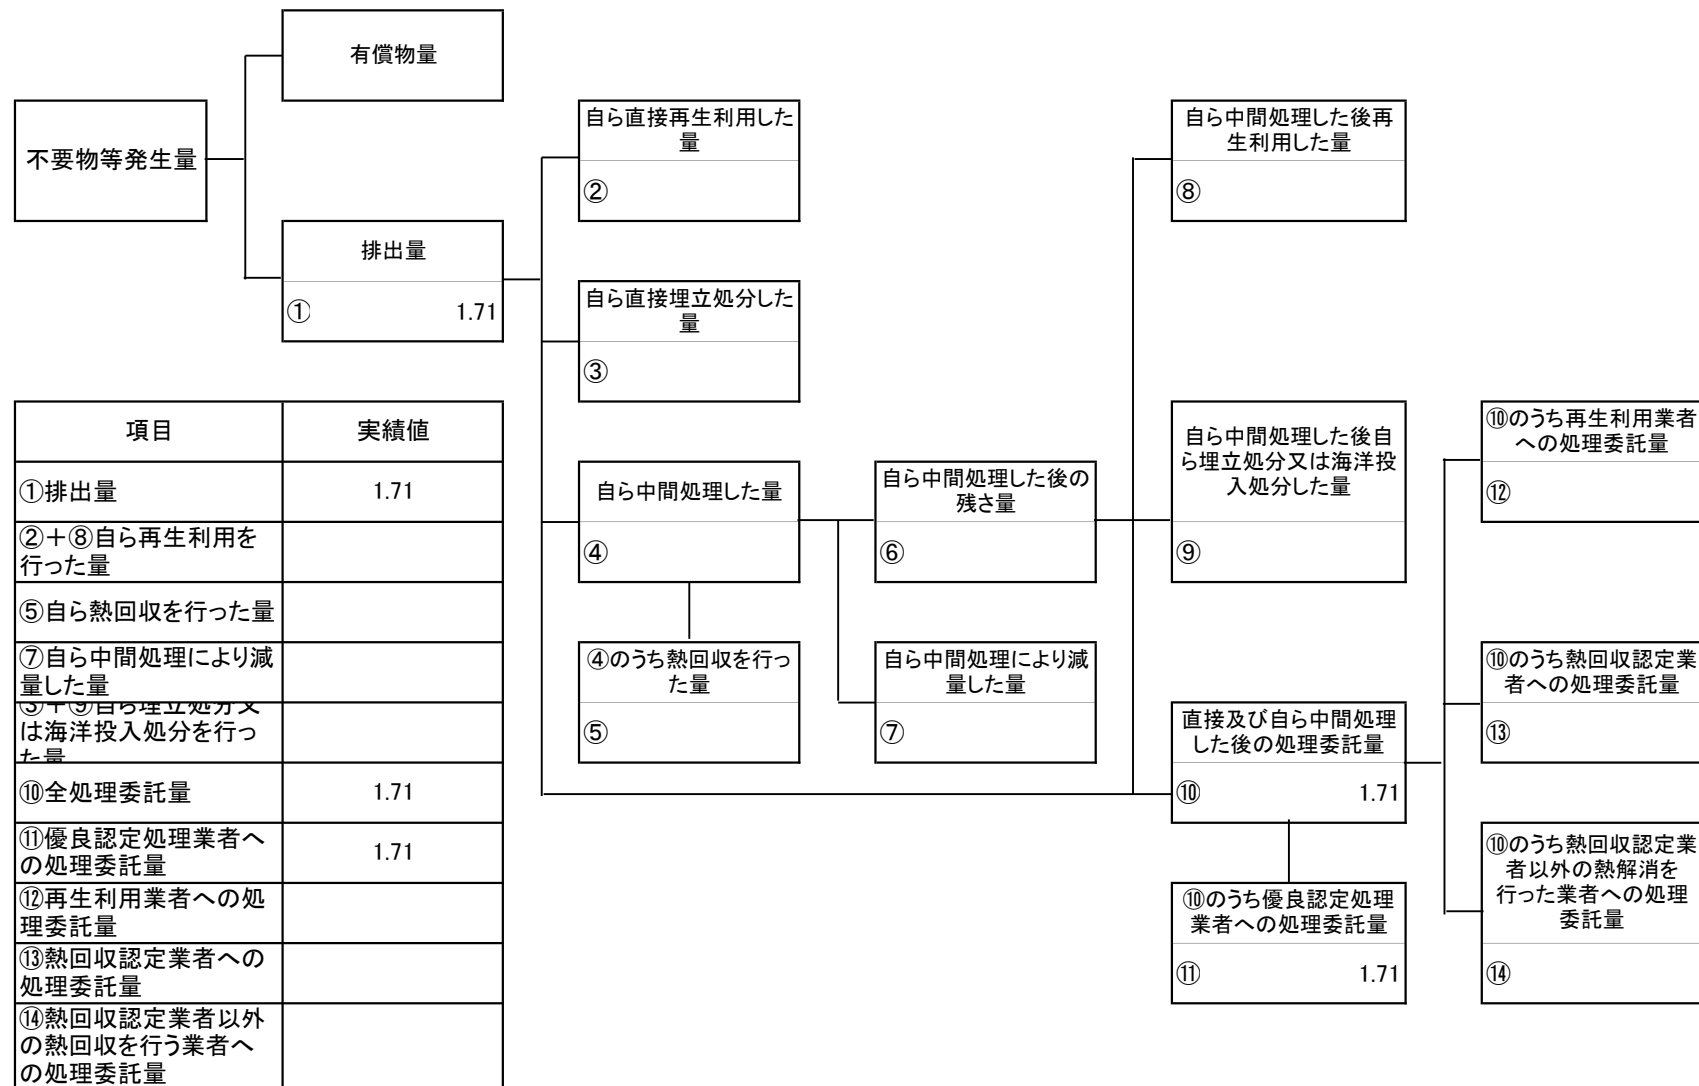 有償物量
不要物等発生量
排出量
① 1.71
自ら直接再生利用した
量
②
自ら直接埋立処分した
量
③
自ら中間処理した量
④
④のうち熱回収を行っ
た量
⑤
自ら中間処理した後の
残さ量
⑥
自ら中間処理により減
量した量
⑦
自ら中間処理した後再
生利用した量
⑧
自ら中間処理した後自
ら埋立処分又は海洋投
入処分した量
⑨
直接及び自ら中間処理
した後の処理委託量
⑩ 1.71
⑩のうち優良認定処理
業者への処理委託量
⑪ 1.71
⑩のうち再生利用業者
への処理委託量
⑫
⑩のうち熱回収認定業
者への処理委託量
⑬
⑩のうち熱回収認定業
者以外の熱解消を
行った業者への処理
委託量
⑭
項目 実績値
①排出量 1.71
②＋⑧自ら再生利用を
行った量
⑤自ら熱回収を行った量
⑦自ら中間処理により減
量した量
③＋⑨自ら埋立処分又
は海洋投入処分を行っ
た量
⑩全処理委託量 1.71
⑪優良認定処理業者へ
の処理委託量 1.71
⑫再生利用業者への処
理委託量
⑬熱回収認定業者への
処理委託量
⑭熱回収認定業者以外
の熱回収を行う業者へ
の処理委託量